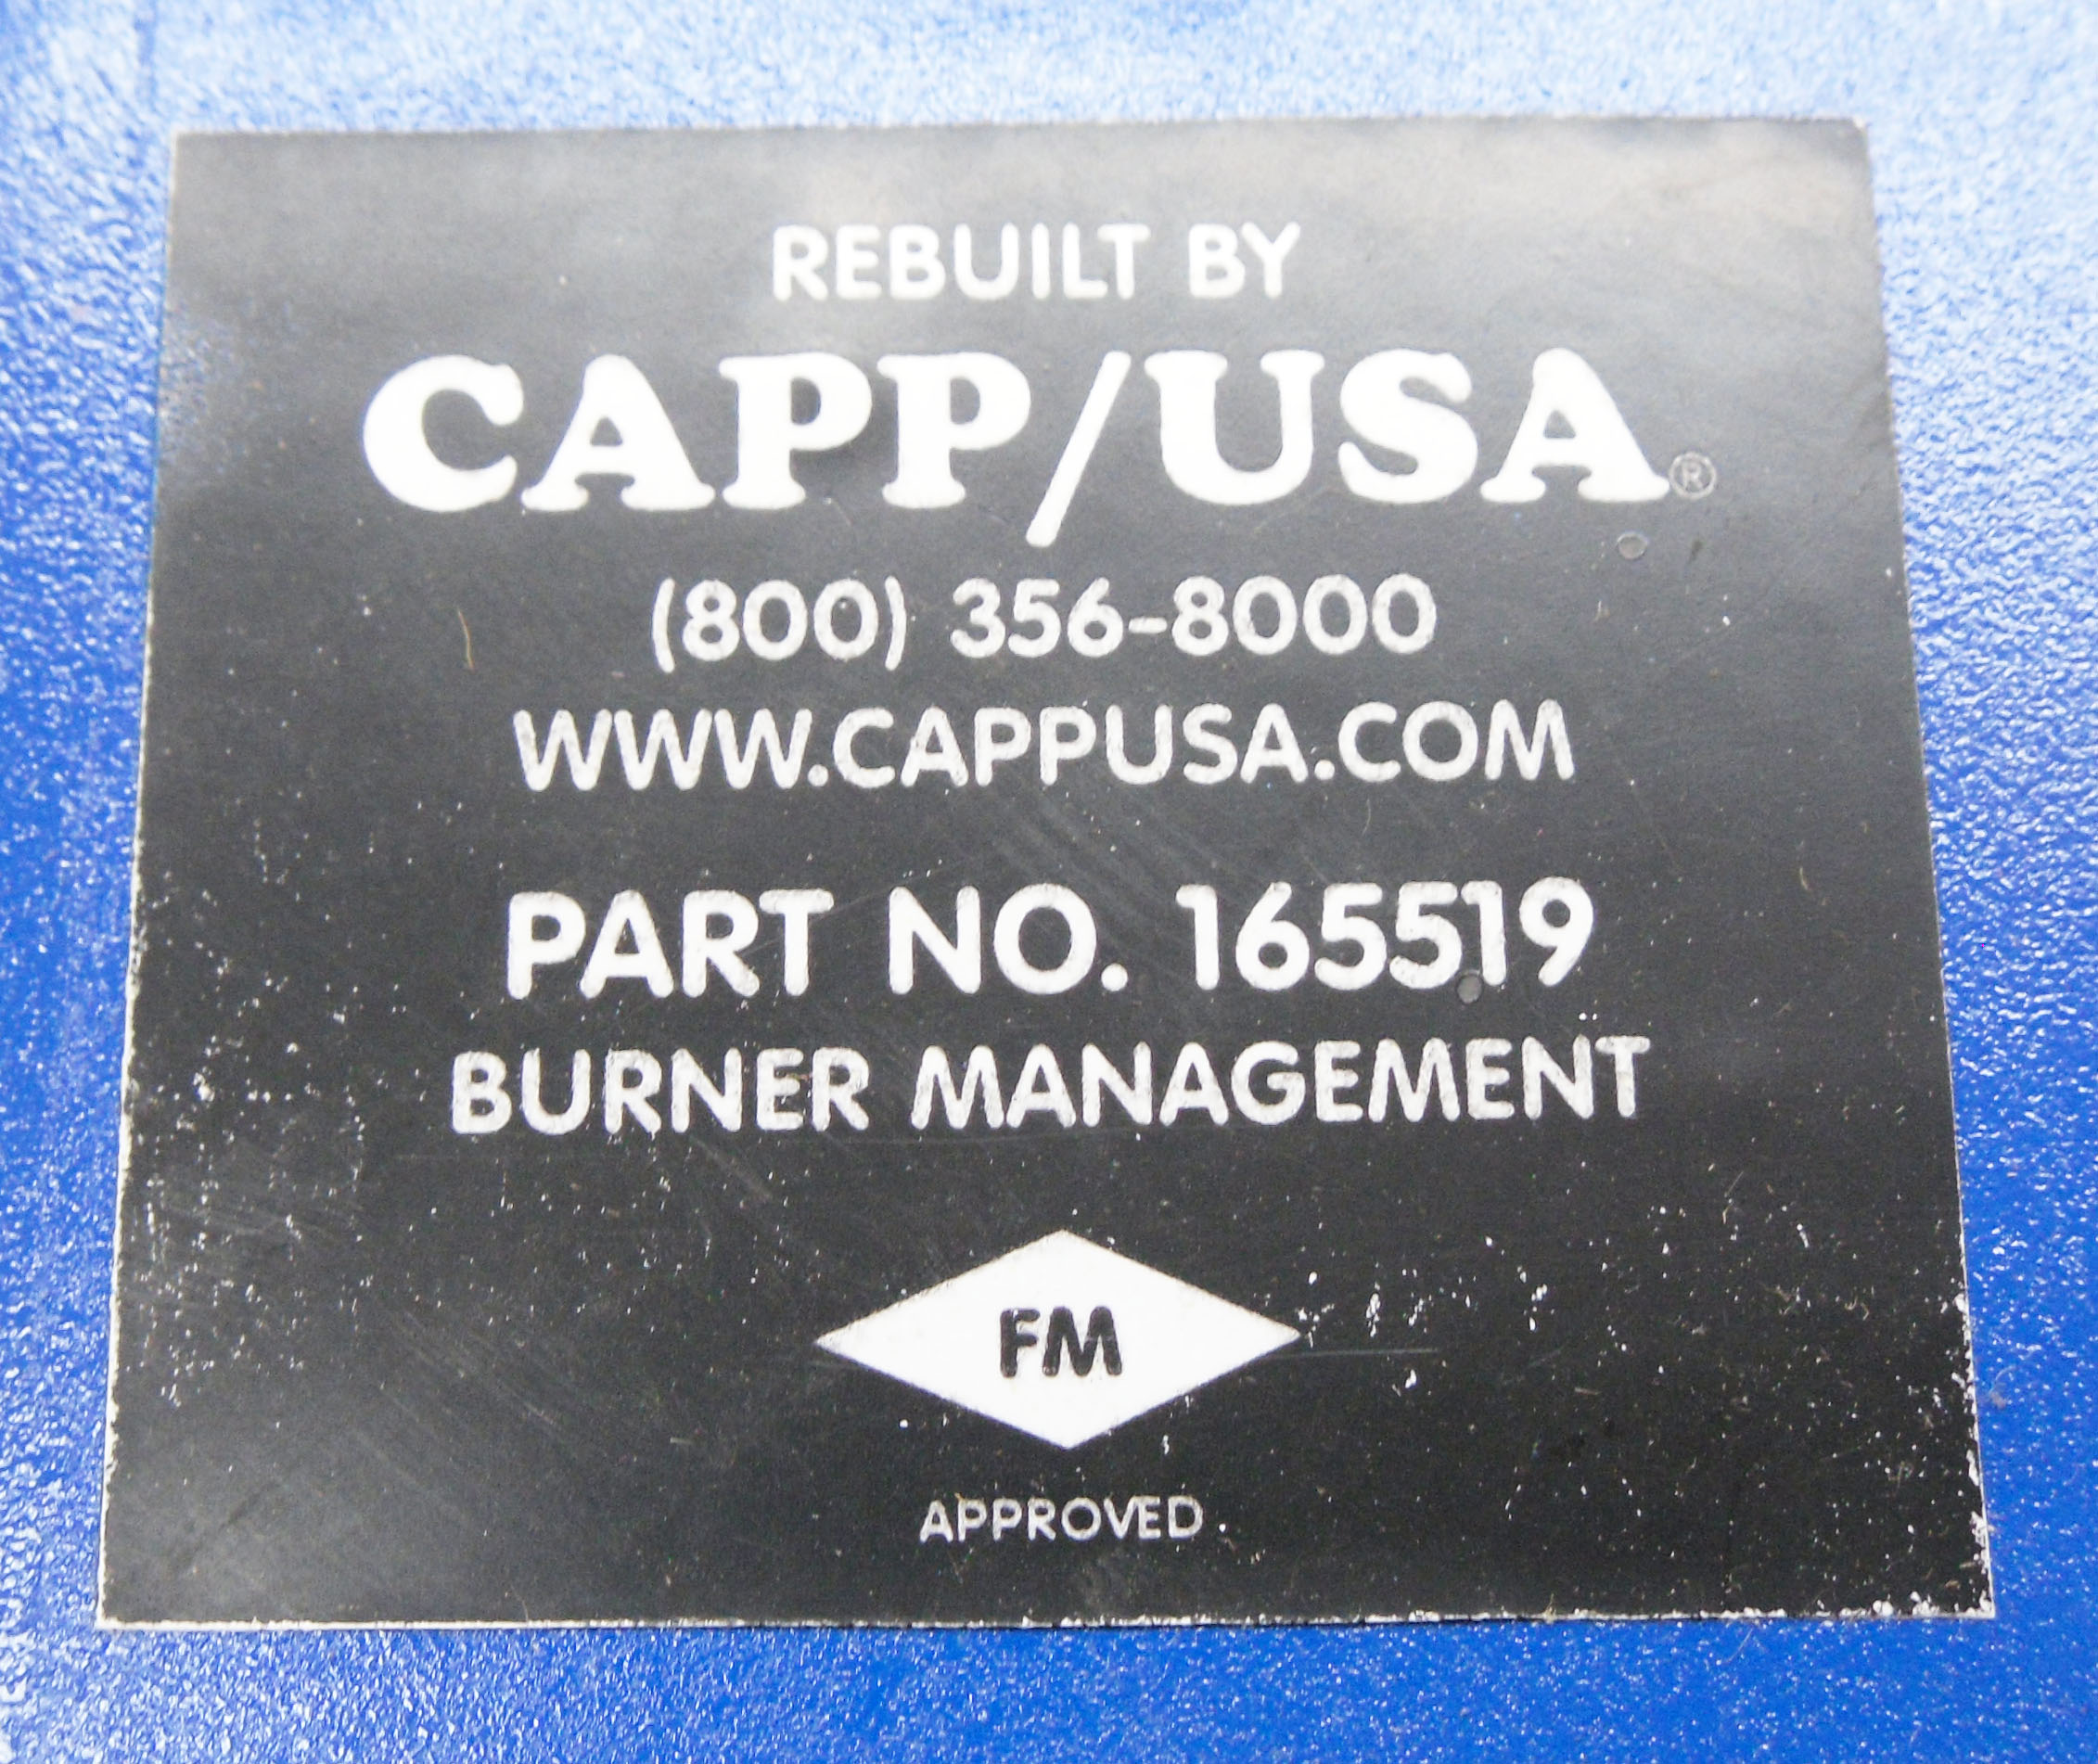 REBUILT BY
CAPP/USA®
(800) 356-8000
WWW.CAPPUSA.COM
PART NO. 165519
BURNER MANAGEMENT
FM
APPROVED